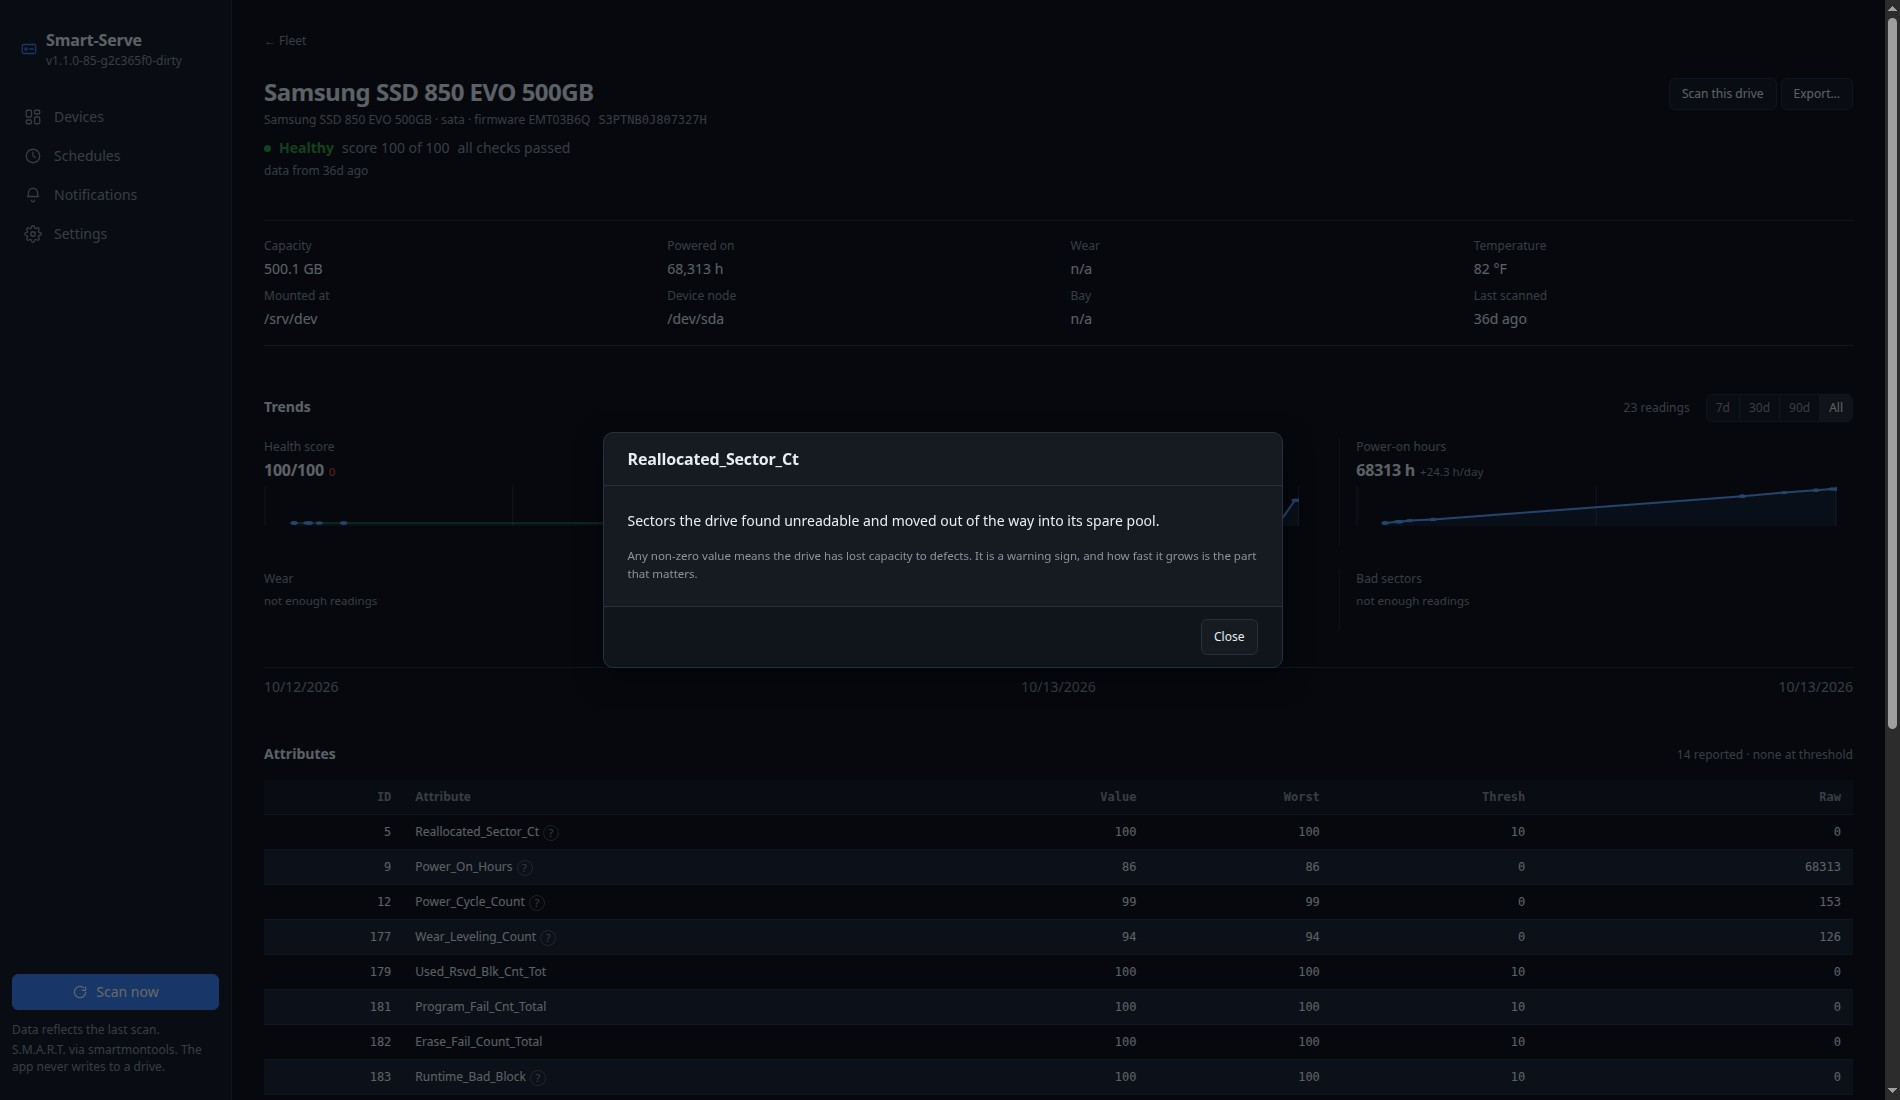 Smart-Serve
v1.1.0-85-g2c365f0-dirty
Devices
Schedules
Notifications
Settings
Scan now
Data reflects the last scan.
S.M.A.R.T. via smartmontools. The
app never writes to a drive.
← Fleet
Samsung SSD 850 EVO 500GB
Scan this drive
Export...
Samsung SSD 850 EVO 500GB · sata · firmware EMT03B6Q S3PTNB0J807327H
Healthy score 100 of 100 all checks passed
data from 36d ago
Capacity
500.1 GB
Powered on
68,313 h
Wear
n/a
Temperature
82 °F
Mounted at
/srv/dev
Device node
/dev/sda
Bay
n/a
Last scanned
36d ago
Trends
23 readings
7d 30d 90d All
Health score
100/100 0
Power-on hours
68313 h +24.3 h/day
Wear
not enough readings
Bad sectors
not enough readings
Reallocated_Sector_Ct
Sectors the drive found unreadable and moved out of the way into its spare pool.
Any non-zero value means the drive has lost capacity to defects. It is a warning sign, and how fast it grows is the part
that matters.
Close
10/12/2026 10/13/2026 10/13/2026
Attributes
14 reported · none at threshold
ID Attribute Value Worst Thresh Raw
5 Reallocated_Sector_Ct ? 100 100 10 0
9 Power_On_Hours ? 86 86 0 68313
12 Power_Cycle_Count ? 99 99 0 153
177 Wear_Leveling_Count ? 94 94 0 126
179 Used_Rsvd_Blk_Cnt_Tot 100 100 10 0
181 Program_Fail_Cnt_Total 100 100 10 0
182 Erase_Fail_Count_Total 100 100 10 0
183 Runtime_Bad_Block ? 100 100 10 0